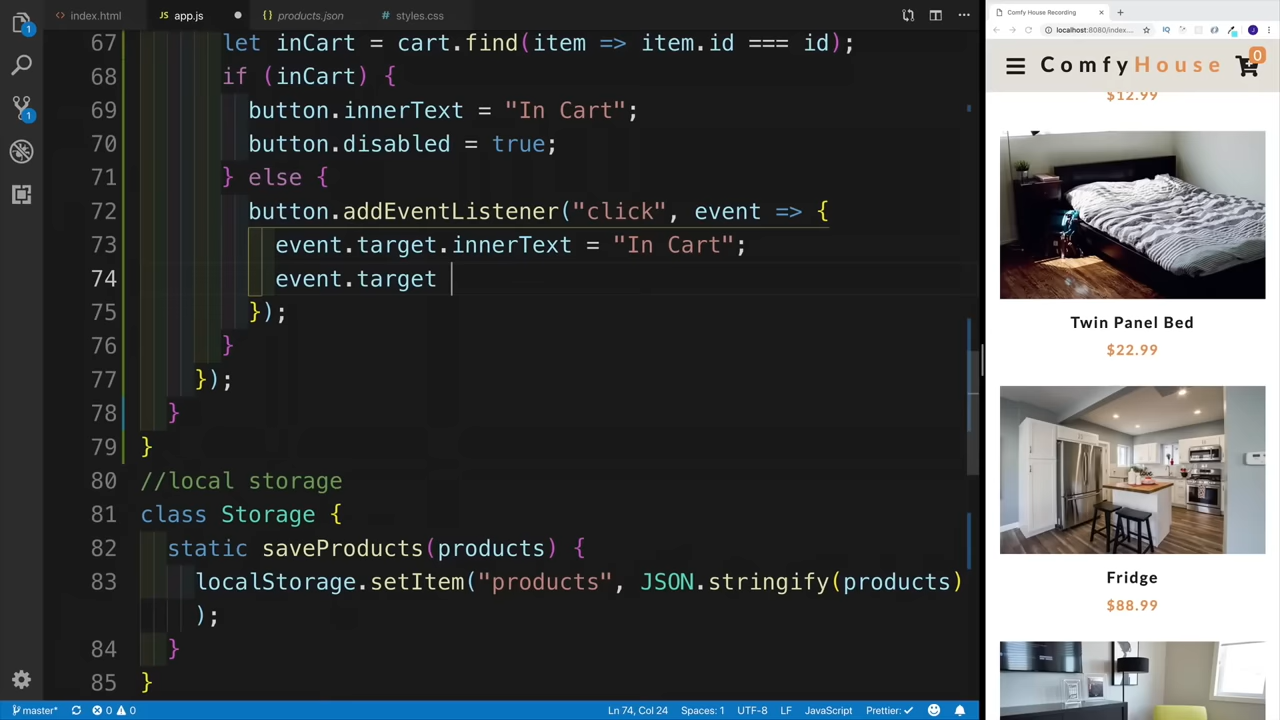 index.html
app.js
products.json
styles.css
67 let inCart = cart.find(item => item.id === id);
68 if (inCart) {
69 button.innerText = "In Cart";
70 button.disabled = true;
71 } else {
72 button.addEventListener("click", event => {
73 event.target.innerText = "In Cart";
74 event.target
75 });
76 }
77 });
78 }
79 }
80 //local storage
81 class Storage {
82 static saveProducts(products) {
83 localStorage.setItem("products", JSON.stringify(products)
);
84 }
85 }
1
1
master*
0
0
Ln 74, Col 24
Spaces: 1
UTF-8
LF
JavaScript
Prettier: ✓
Comfy House Recording
localhost:8080/index...
IQ
J
ComfyHouse
0
$12.99
Twin Panel Bed
$22.99
Fridge
$88.99